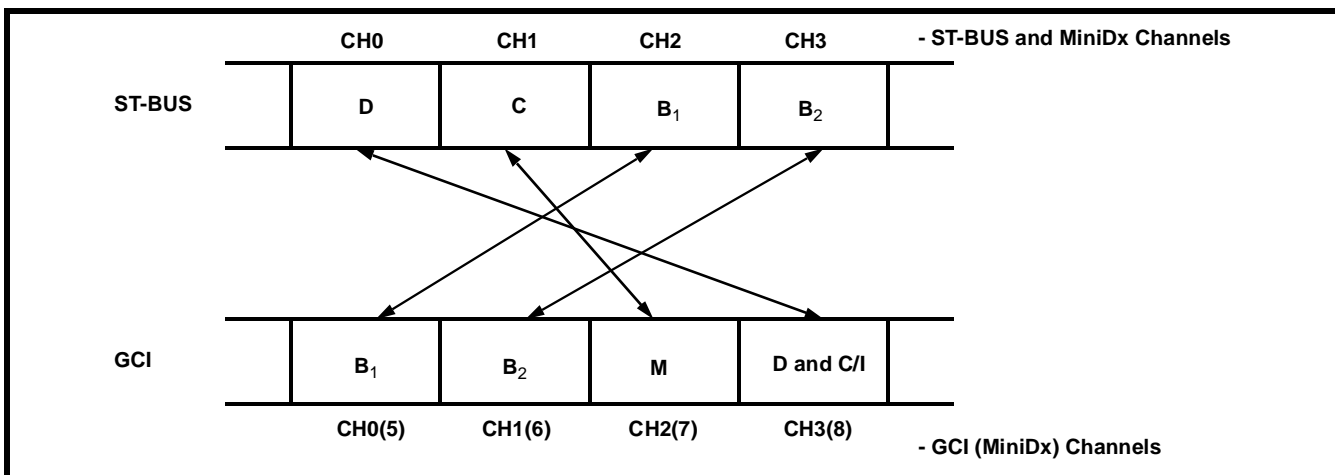 CH0 CH1 CH2 CH3 - ST-BUS and MiniDx Channels
ST-BUS D C B₁ B₂
GCI B₁ B₂ M D and C/I
CH0(5) CH1(6) CH2(7) CH3(8) - GCI (MiniDx) Channels